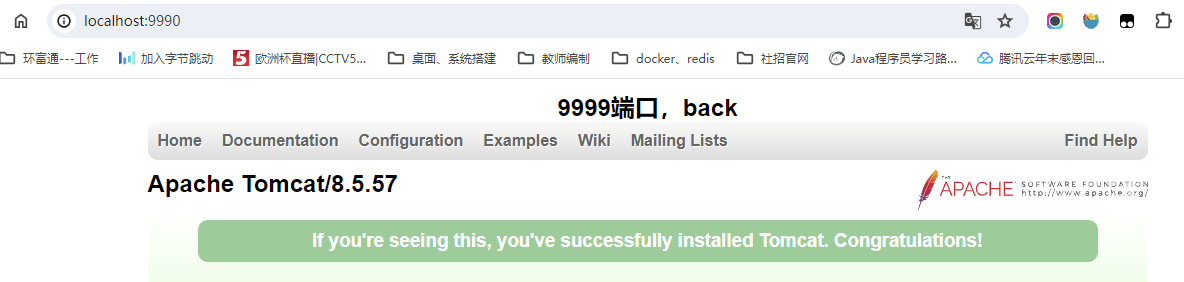 localhost:9990
环富通---工作 加入字节跳动 欧洲杯直播|CCTV5... 桌面、系统搭建 教师编制 docker、redis 社招官网 Java程序员学习路... 腾讯云年末感恩回...
9999端口，back
Home Documentation Configuration Examples Wiki Mailing Lists Find Help
Apache Tomcat/8.5.57
THE
APACHE SOFTWARE FOUNDATION
http://www.apache.org/
If you're seeing this, you've successfully installed Tomcat. Congratulations!